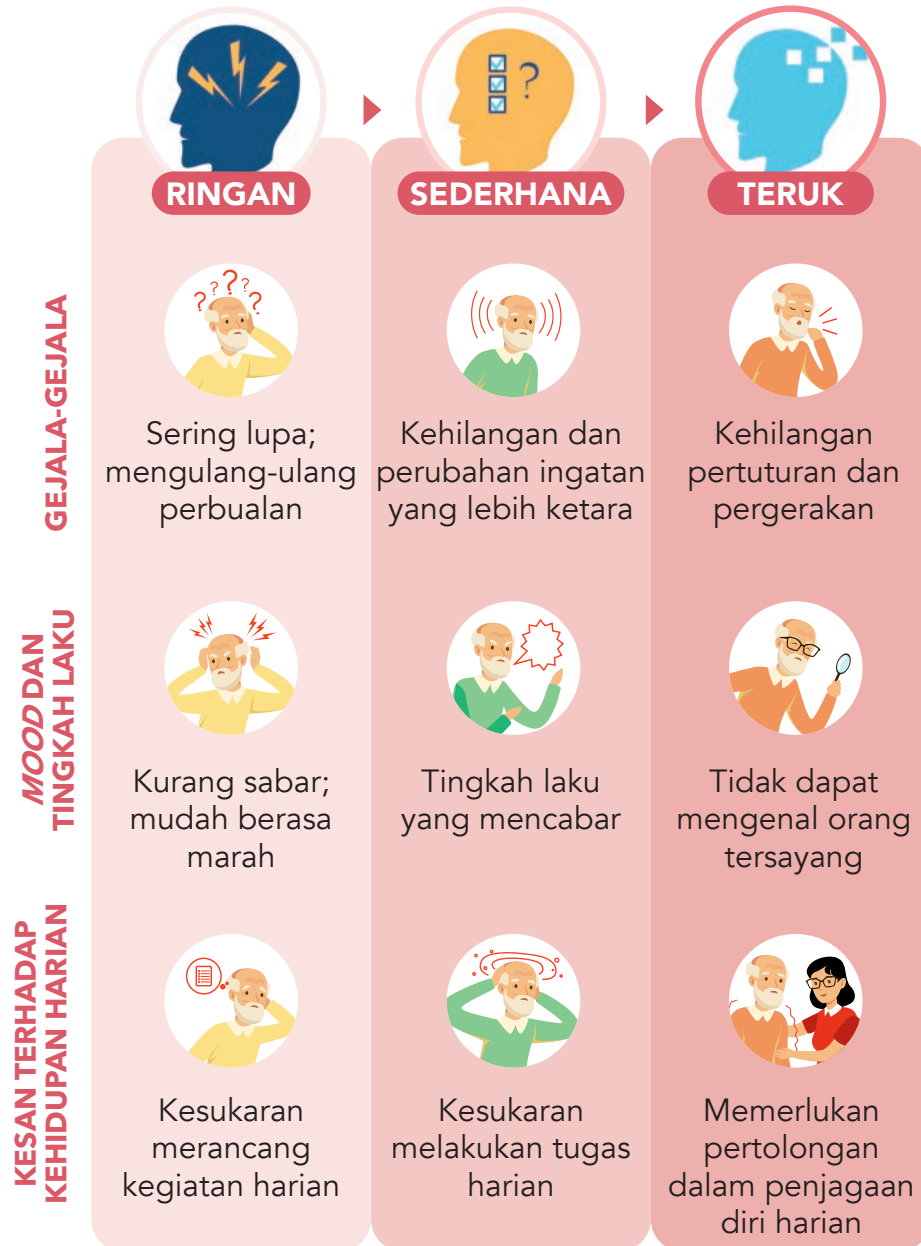 RINGAN
SEDERHANA
TERUK
GEJALA-GEJALA
Sering lupa;
mengulang-ulang
perbualan
Kehilangan dan
perubahan ingatan
yang lebih ketara
Kehilangan
pertuturan dan
pergerakan
MOOD DAN
TINGKAH LAKU
Kurang sabar;
mudah berasa
marah
Tingkah laku
yang mencabar
Tidak dapat
mengenal orang
tersayang
KESAN TERHADAP
KEHIDUPAN HARIAN
Kesukaran
merancang
kegiatan harian
Kesukaran
melakukan tugas
harian
Memerlukan
pertolongan
dalam penjagaan
diri harian